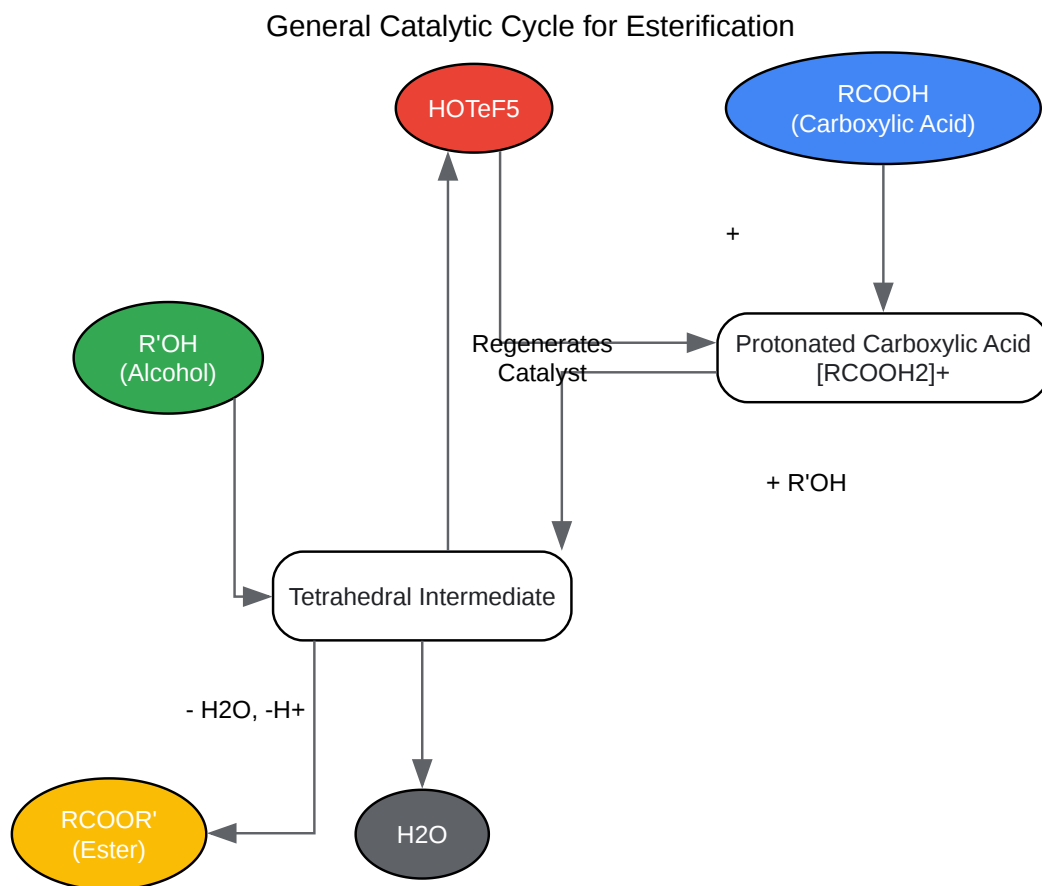 General Catalytic Cycle for Esterification
HOTeF5
RCOOH
(Carboxylic Acid)
+
R'OH
(Alcohol)
Regenerates
Catalyst
Protonated Carboxylic Acid
[RCOOH2]+
+ R'OH
Tetrahedral Intermediate
- H2O, -H+
RCOOR'
(Ester)
H2O